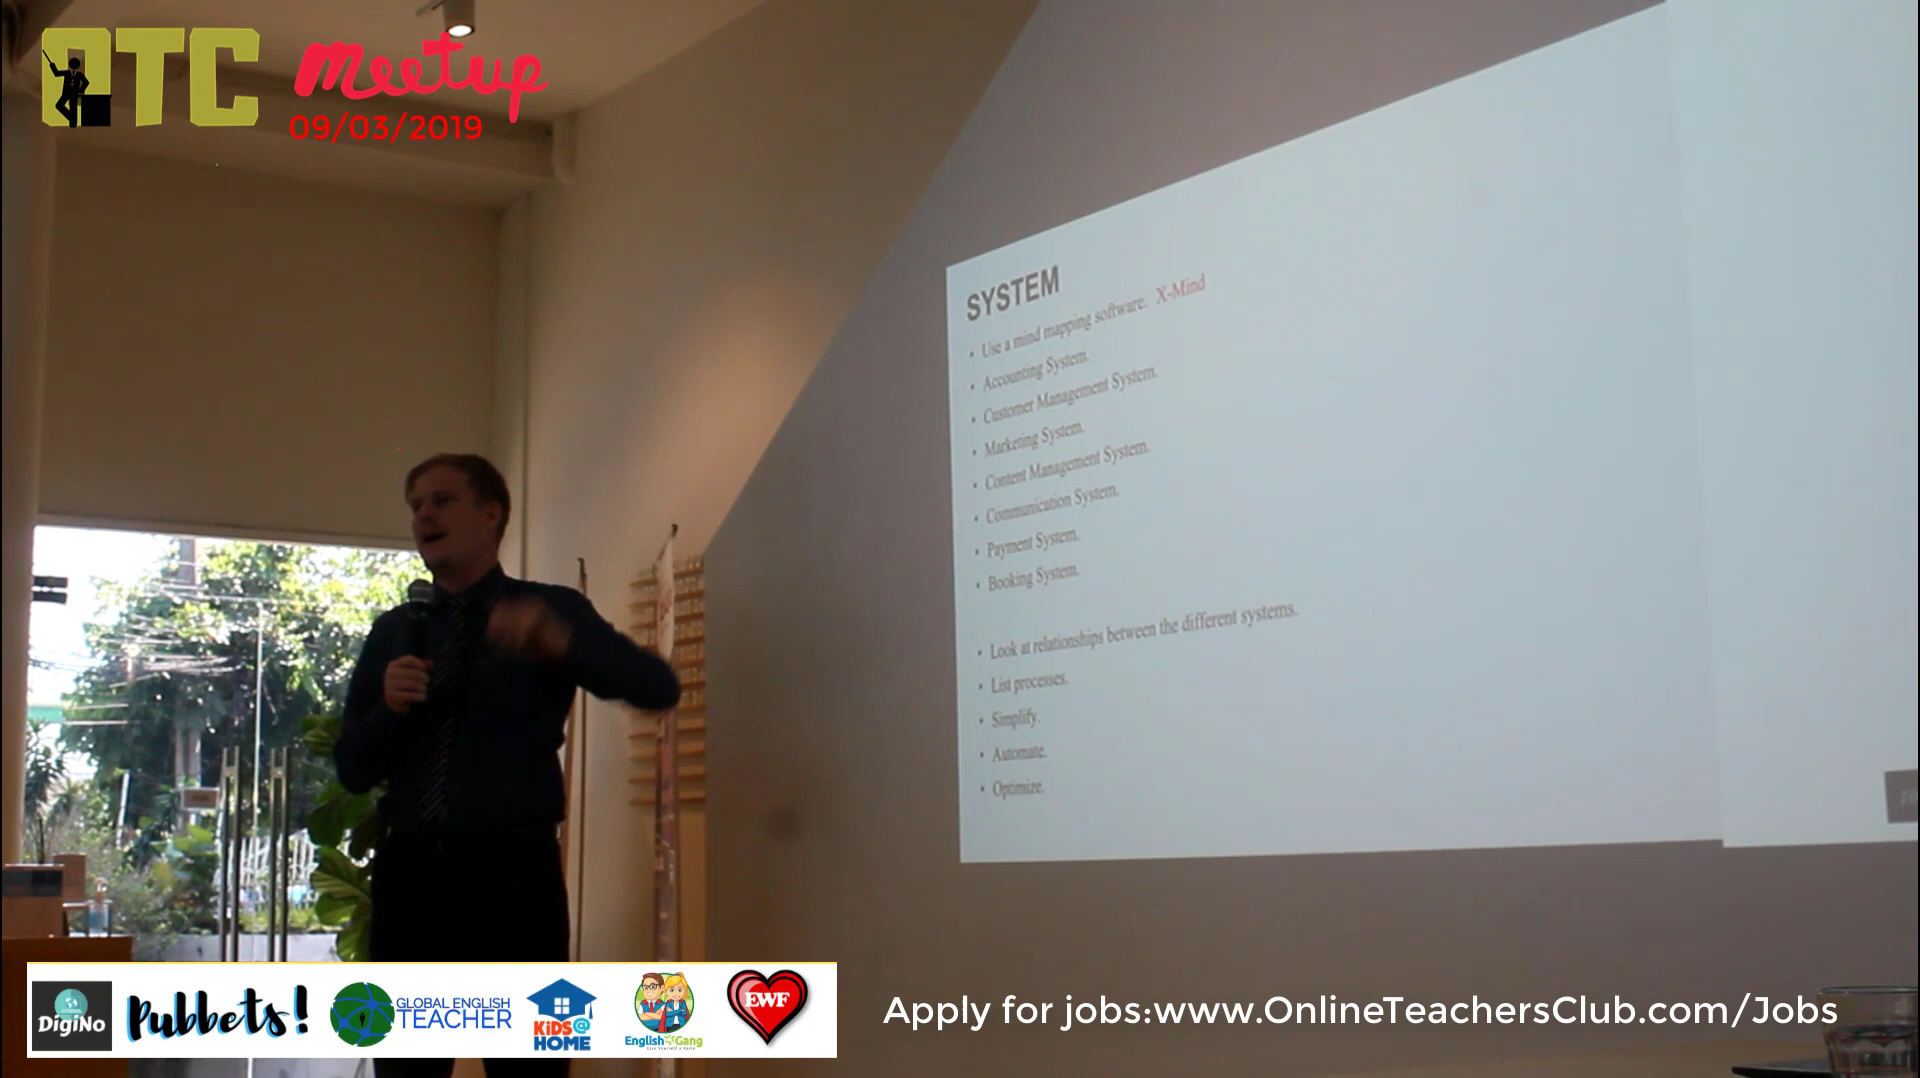 OTC meetup
09/03/2019
SYSTEM
• Use a mind mapping software. X-Mind
• Accounting System.
• Customer Management System.
• Marketing System.
• Content Management System.
• Communication System.
• Payment System.
• Booking System.
• Look at relationships between the different systems.
• List processes.
• Simplify.
• Automate.
• Optimize.
DigiNo
Pubbets!
GLOBAL ENGLISH
TEACHER
KiDS@
HOME
English Gang
EWF
Apply for jobs:www.OnlineTeachersClub.com/Jobs